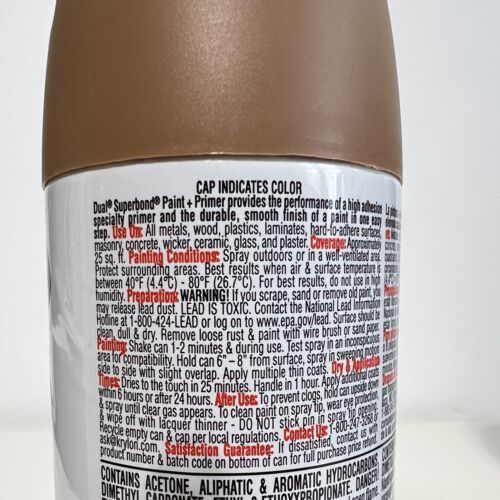 CAP INDICATES COLOR
Dual® Superbond® Paint + Primer provides the performance of a high adhesion
specialty primer and the durable, smooth finish of a paint in one easy
step. Use On: All metals, wood, plastics, laminates, hard-to-adhere surfaces,
masonry, concrete, wicker, ceramic, glass, and plaster. Coverage: Approximately
25 sq. ft. Painting Conditions: Spray outdoors or in a well-ventilated area.
Protect surrounding areas. Best results when air & surface temperature is
between 40°F (4.4°C) - 80°F (26.7°C). For best results, do not use in high
humidity. Preparation: WARNING! If you scrape, sand or remove old paint, you
may release lead dust. LEAD IS TOXIC. Contact the National Lead Information
Hotline at 1-800-424-LEAD or log on to www.epa.gov/lead. Surface should be
clean, dull & dry. Remove loose rust & paint with wire brush or sand paper.
Painting: Shake can 1-2 minutes & during use. Test spray in an inconspicuous
area for compatibility. Hold can 6" – 8" from surface, spray in sweeping motion
side to side with slight overlap. Apply multiple thin coats. Dry & Application
Times: Dries to the touch in 25 minutes. Handle in 1 hour. Apply additional coats
within 6 hours or after 24 hours. After Use: To prevent clogs, hold can upside down
& spray until clear gas appears. To clean paint on spray tip, wear eye protection,
& wipe off with lacquer thinner - DO NOT stick pin in spray tip opening.
Recycle empty can & cap per local regulations. Contact Us: 1-800-247-3268 or
ask@krylon.com. Satisfaction Guarantee: If dissatisfied, contact us with
product number & batch code on bottom of can for full purchase price refund.
CONTAINS ACETONE, ALIPHATIC & AROMATIC HYDROCARBONS,
DIMETHYL CARBONATE, ETHYL 3-ETHOXYPROPIONATE. DANGER!